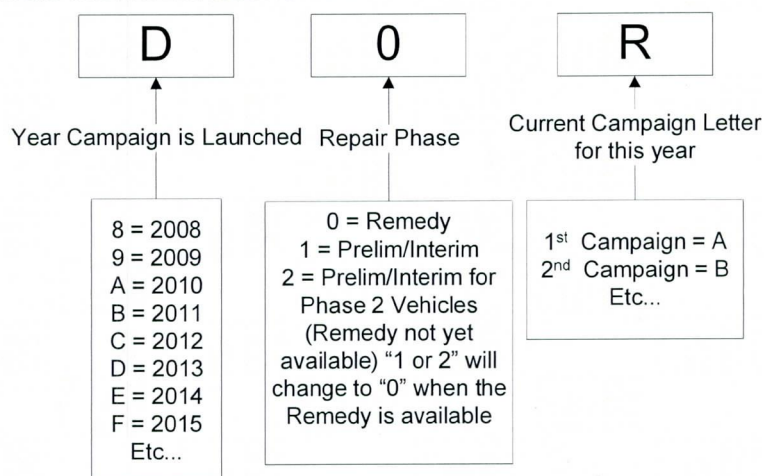 D
0
R
Year Campaign is Launched
Repair Phase
Current Campaign Letter
for this year
8 = 2008
9 = 2009
A = 2010
B = 2011
C = 2012
D = 2013
E = 2014
F = 2015
Etc...
0 = Remedy
1 = Prelim/Interim
2 = Prelim/Interim for
Phase 2 Vehicles
(Remedy not yet
available) “1 or 2” will
change to “0” when the
Remedy is available
1st Campaign = A
2nd Campaign = B
Etc...